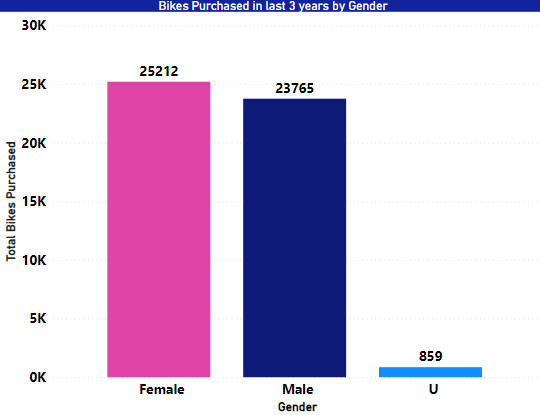 Bikes Purchased in last 3 years by Gender
30K
25K
20K
15K
10K
5K
0K
Total Bikes Purchased
25212
23765
859
Female
Male
U
Gender